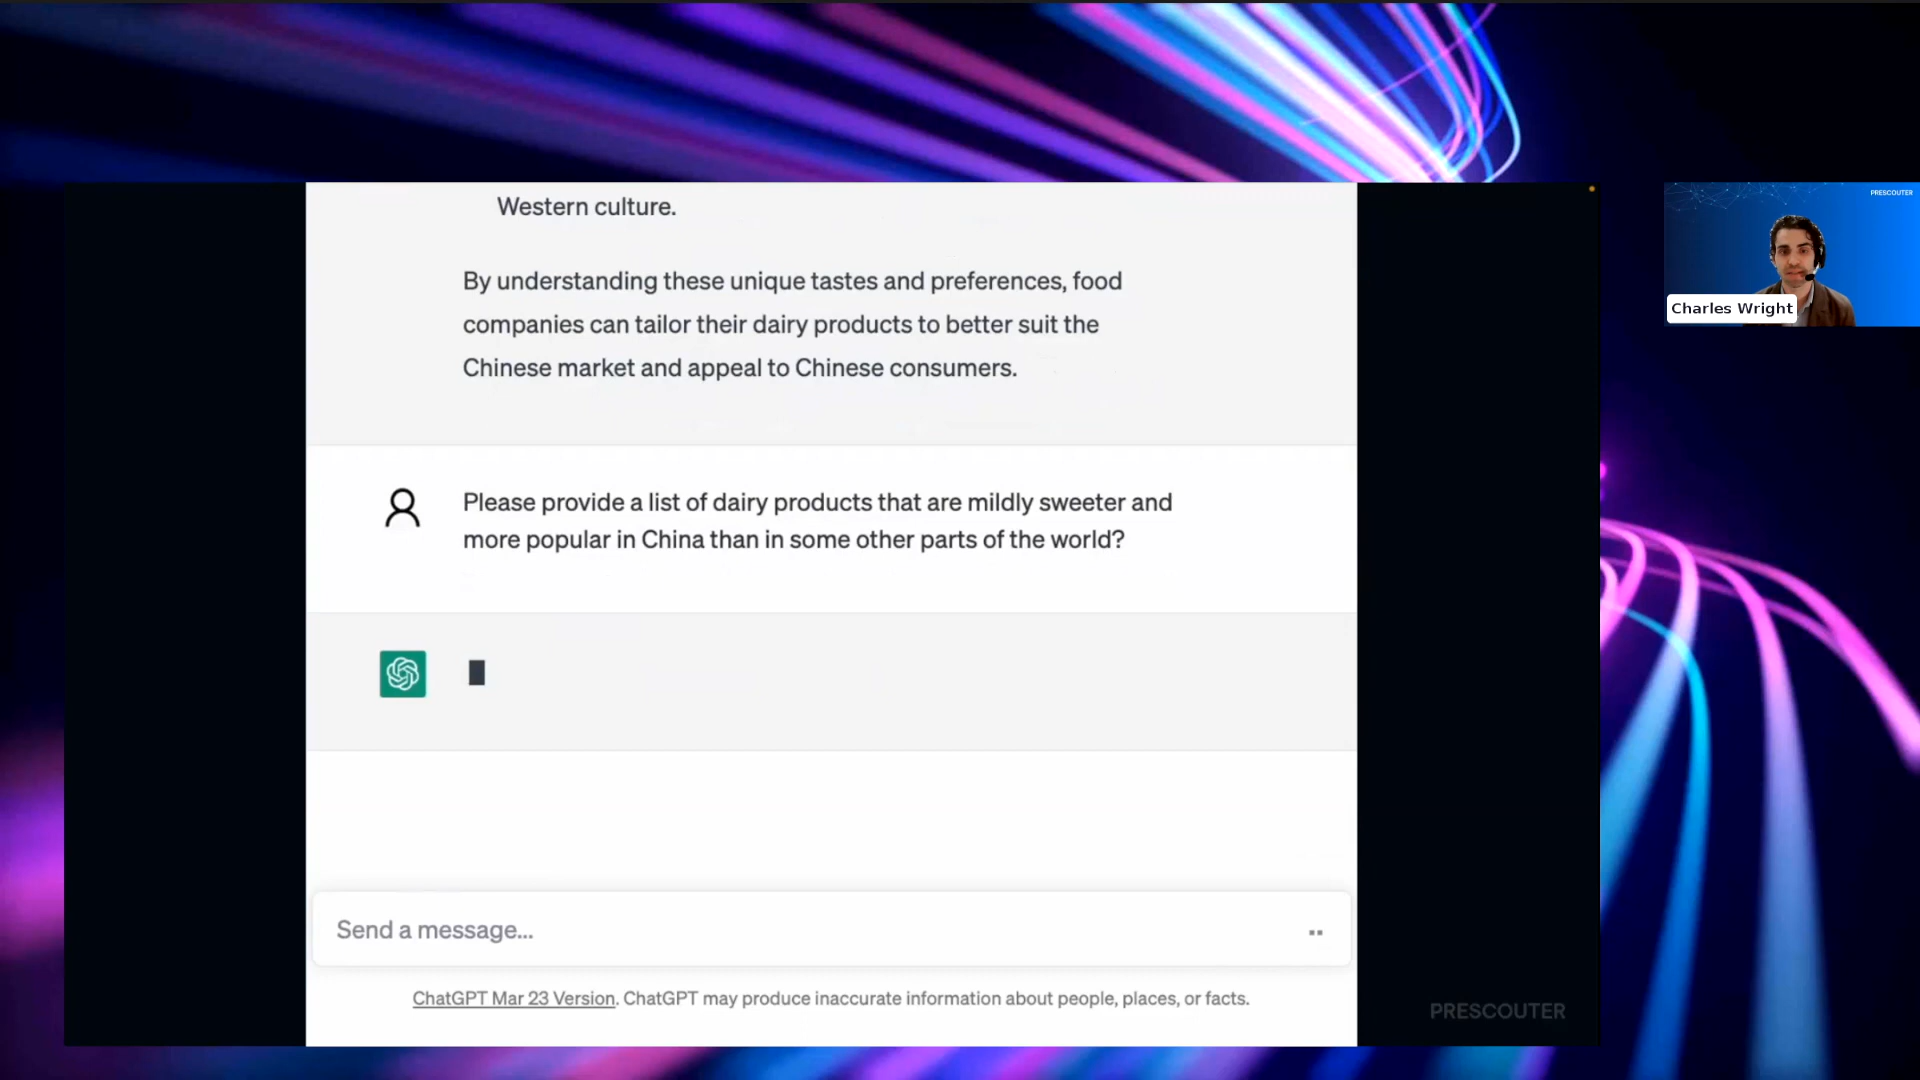 Western culture.
By understanding these unique tastes and preferences, food
companies can tailor their dairy products to better suit the
Chinese market and appeal to Chinese consumers.
Please provide a list of dairy products that are mildly sweeter and
more popular in China than in some other parts of the world?
Send a message...
ChatGPT Mar 23 Version. ChatGPT may produce inaccurate information about people, places, or facts.
PRESCOUTER
PRESCOUTER
Charles Wright